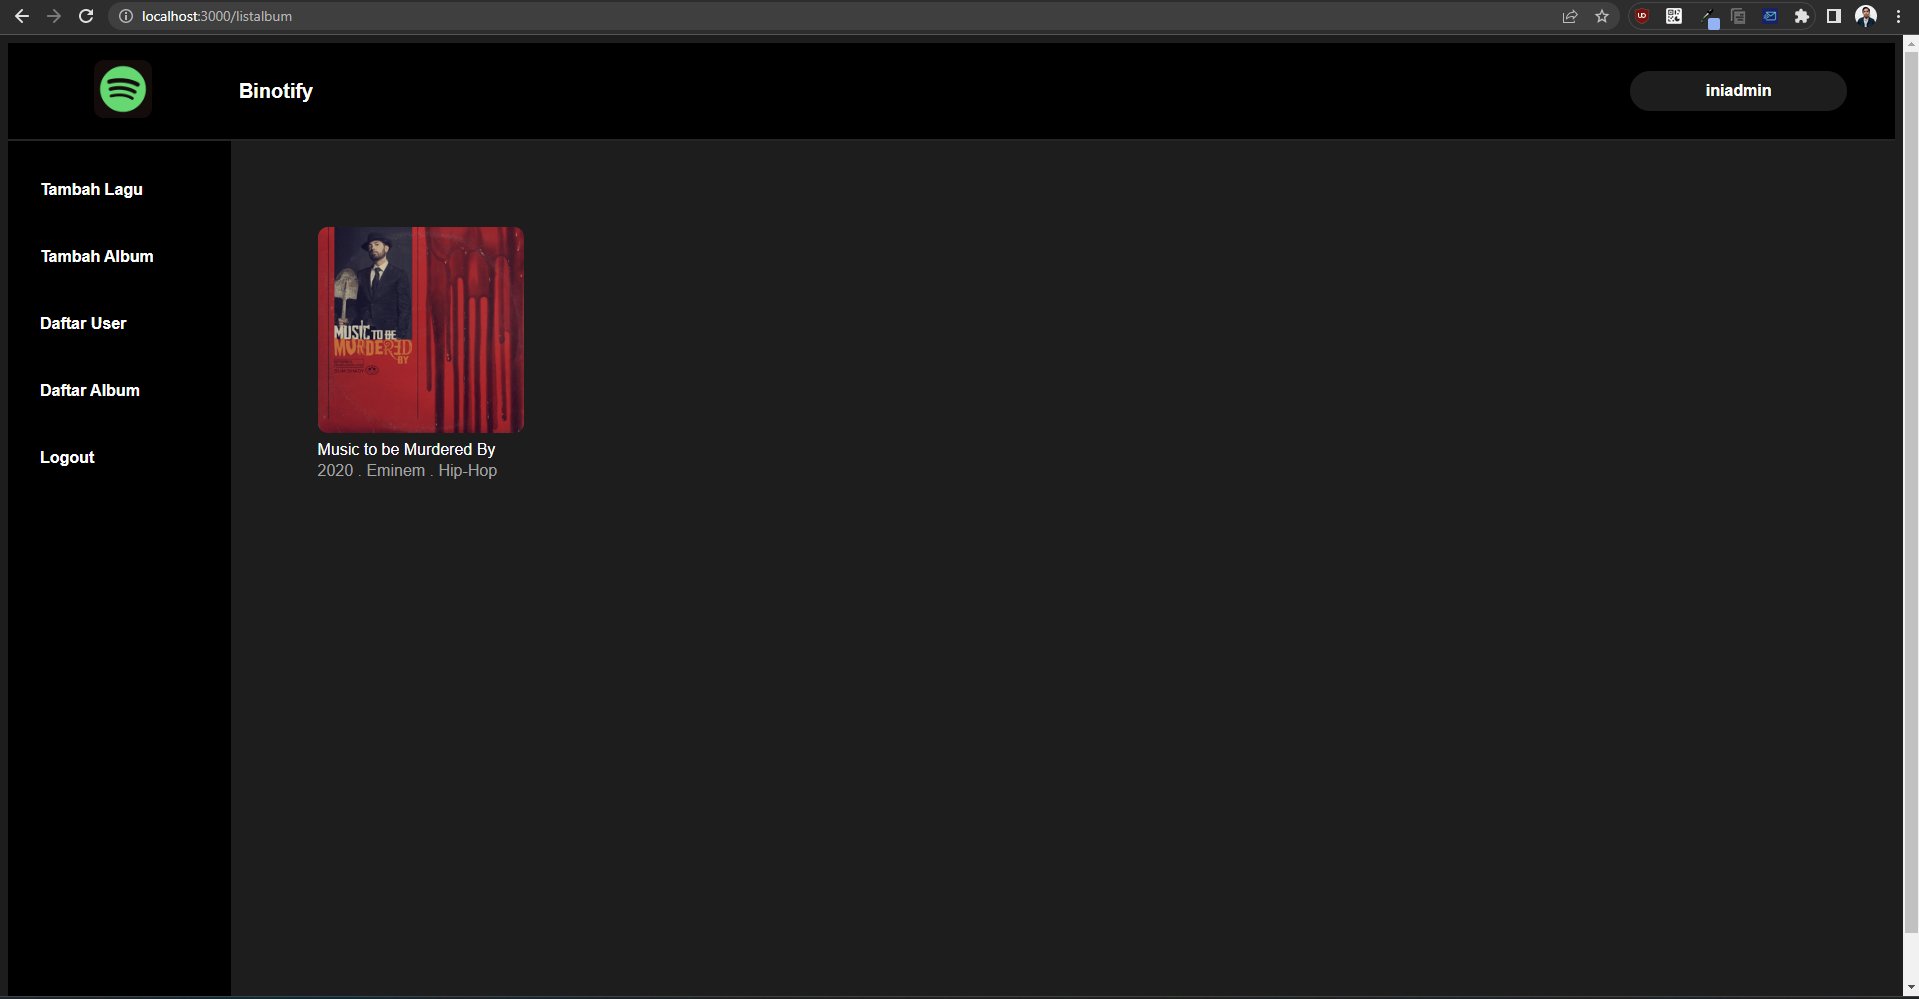 localhost:3000/listalbum
Binotify
iniadmin
Tambah Lagu
Tambah Album
Daftar User
Daftar Album
Logout
MUSIC TO BE
MURDERED
BY
Music to be Murdered By
2020 . Eminem . Hip-Hop